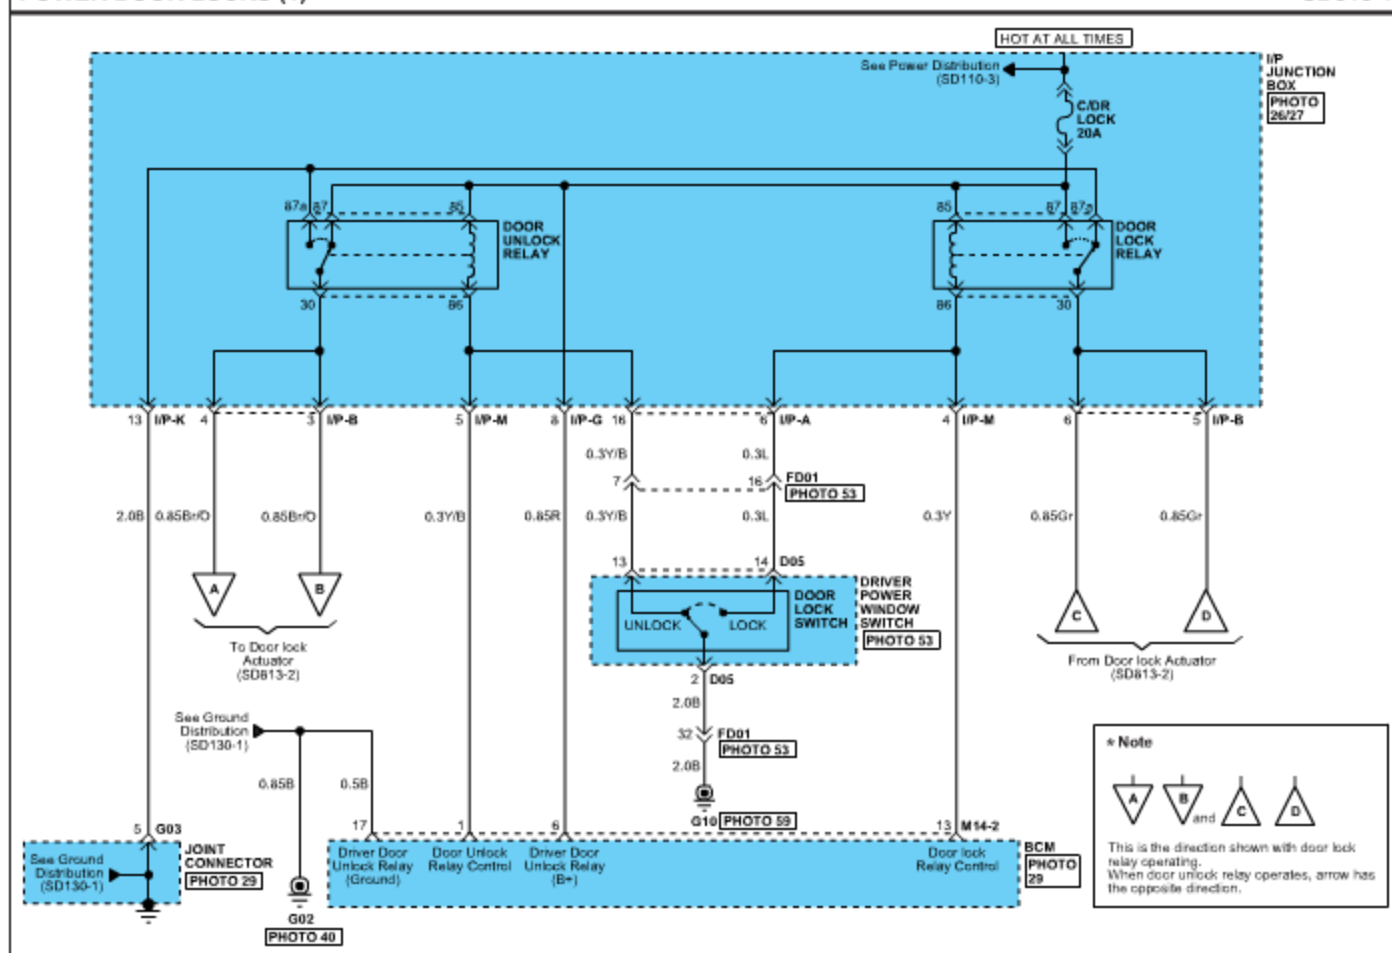 HOT AT ALL TIMES
See Power Distribution
(SD110-3)
I/P
JUNCTION
BOX
PHOTO
26/27
C/DR
LOCK
20A
87a 87
85
DOOR
UNLOCK
RELAY
30
86
85
87 87a
DOOR
LOCK
RELAY
86
30
13 I/P-K
4
3 I/P-B
5 I/P-M
8 I/P-G
16
6 I/P-A
4 I/P-M
6
5 I/P-B
0.3Y/B
0.3L
7
16 FD01
PHOTO 53
2.0B
0.85Br/O
0.85Br/O
0.3Y/B
0.85R
0.3Y/B
0.3L
0.3Y
0.85Gr
0.85Gr
13
14 D05
A
B
To Door lock
Actuator
(SD813-2)
DOOR
LOCK
SWITCH
UNLOCK
LOCK
DRIVER
POWER
WINDOW
SWITCH
PHOTO 53
C
D
From Door lock Actuator
(SD813-2)
2 D05
2.0B
32 FD01
PHOTO 53
2.0B
G10 PHOTO 59
See Ground
Distribution
(SD130-1)
0.85B
0.5B
5 G03
See Ground
Distribution
(SD130-1)
JOINT
CONNECTOR
PHOTO 29
G02
PHOTO 40
17
1
6
13 M14-2
Driver Door
Unlock Relay
(Ground)
Door Unlock
Relay Control
Driver Door
Unlock Relay
(B+)
Door lock
Relay Control
BCM
PHOTO
29
* Note
A
B
and
C
D
This is the direction shown with door lock
relay operating.
When door unlock relay operates, arrow has
the opposite direction.